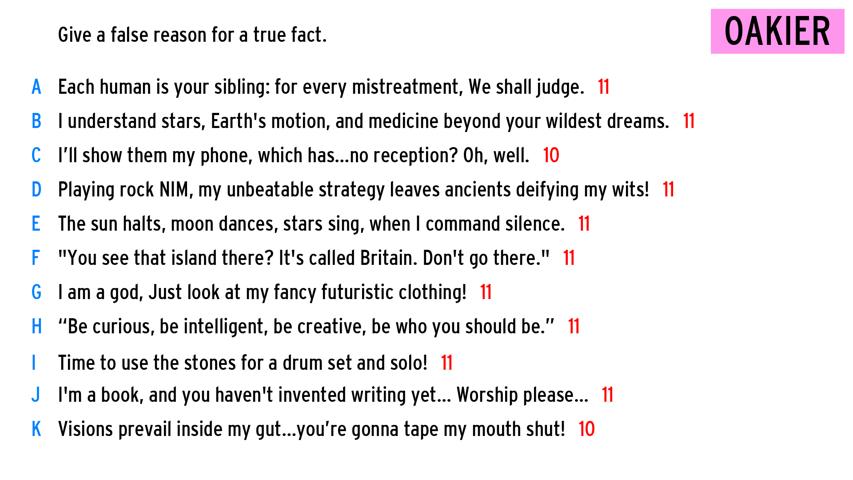 Give a false reason for a true fact.
OAKIER
A Each human is your sibling: for every mistreatment, We shall judge. 11
B I understand stars, Earth's motion, and medicine beyond your wildest dreams. 11
C I’ll show them my phone, which has...no reception? Oh, well. 10
D Playing rock NIM, my unbeatable strategy leaves ancients deifying my wits! 11
E The sun halts, moon dances, stars sing, when I command silence. 11
F "You see that island there? It's called Britain. Don't go there." 11
G I am a god, Just look at my fancy futuristic clothing! 11
H “Be curious, be intelligent, be creative, be who you should be.” 11
I Time to use the stones for a drum set and solo! 11
J I'm a book, and you haven't invented writing yet... Worship please... 11
K Visions prevail inside my gut...you’re gonna tape my mouth shut! 10